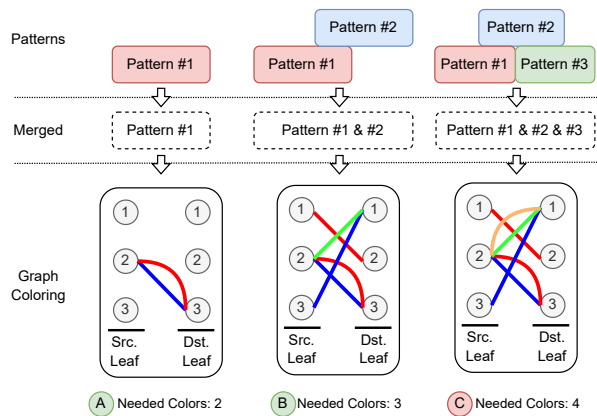 Patterns
Pattern #1
Pattern #2
Pattern #1
Pattern #2
Pattern #1
Pattern #3
Merged
Pattern #1
Pattern #1 & #2
Pattern #1 & #2 & #3
Graph
Coloring
1
1
2
2
3
3
Src.
Leaf
Dst.
Leaf
1
1
2
2
3
3
Src.
Leaf
Dst.
Leaf
1
1
2
2
3
3
Src.
Leaf
Dst.
Leaf
A Needed Colors: 2
B Needed Colors: 3
C Needed Colors: 4